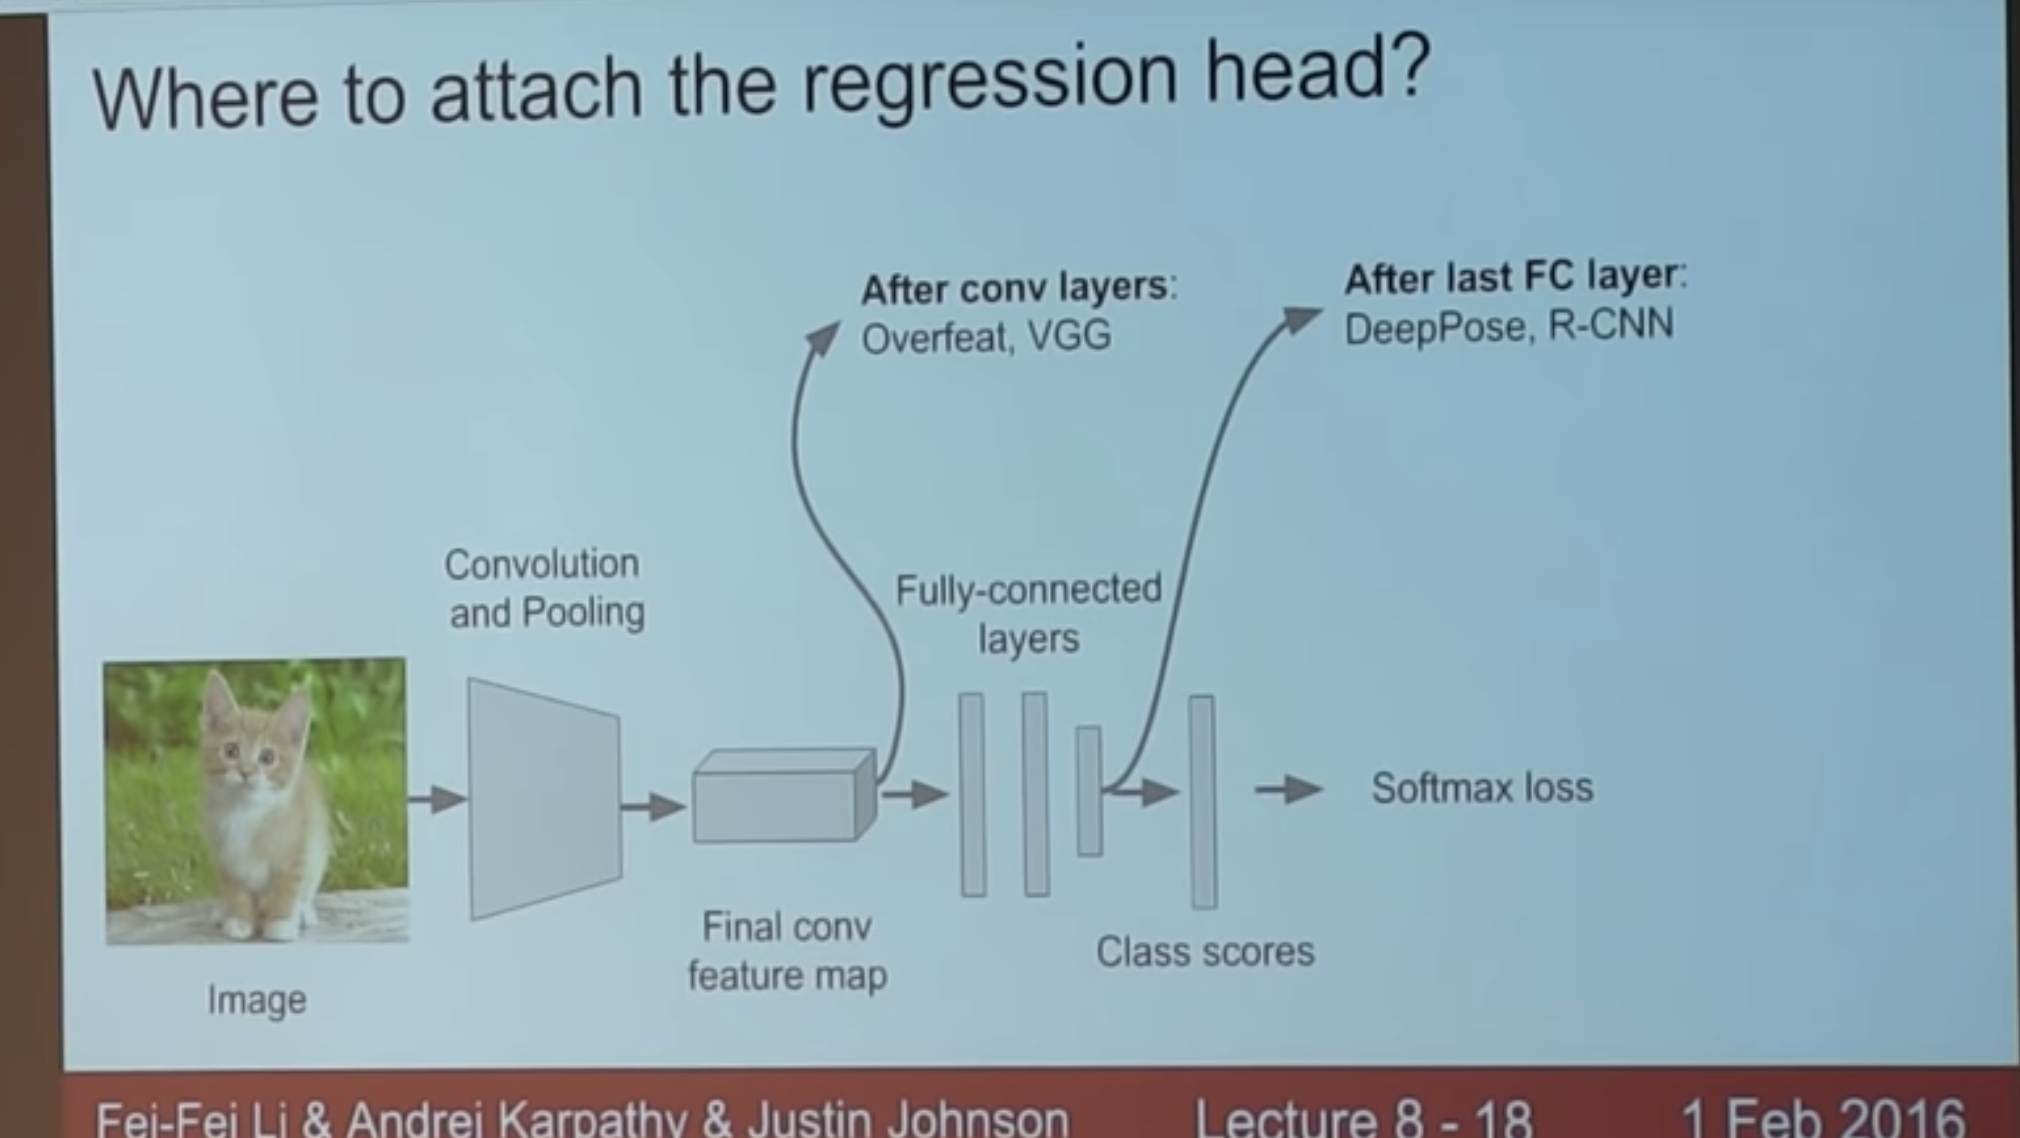 Where to attach the regression head?
After conv layers:
Overfeat, VGG
After last FC layer:
DeepPose, R-CNN
Convolution
and Pooling
Fully-connected
layers
Softmax loss
Final conv
feature map
Class scores
Image
Fei-Fei Li & Andrej Karpathy & Justin Johnson
Lecture 8 - 18
1 Feb 2016